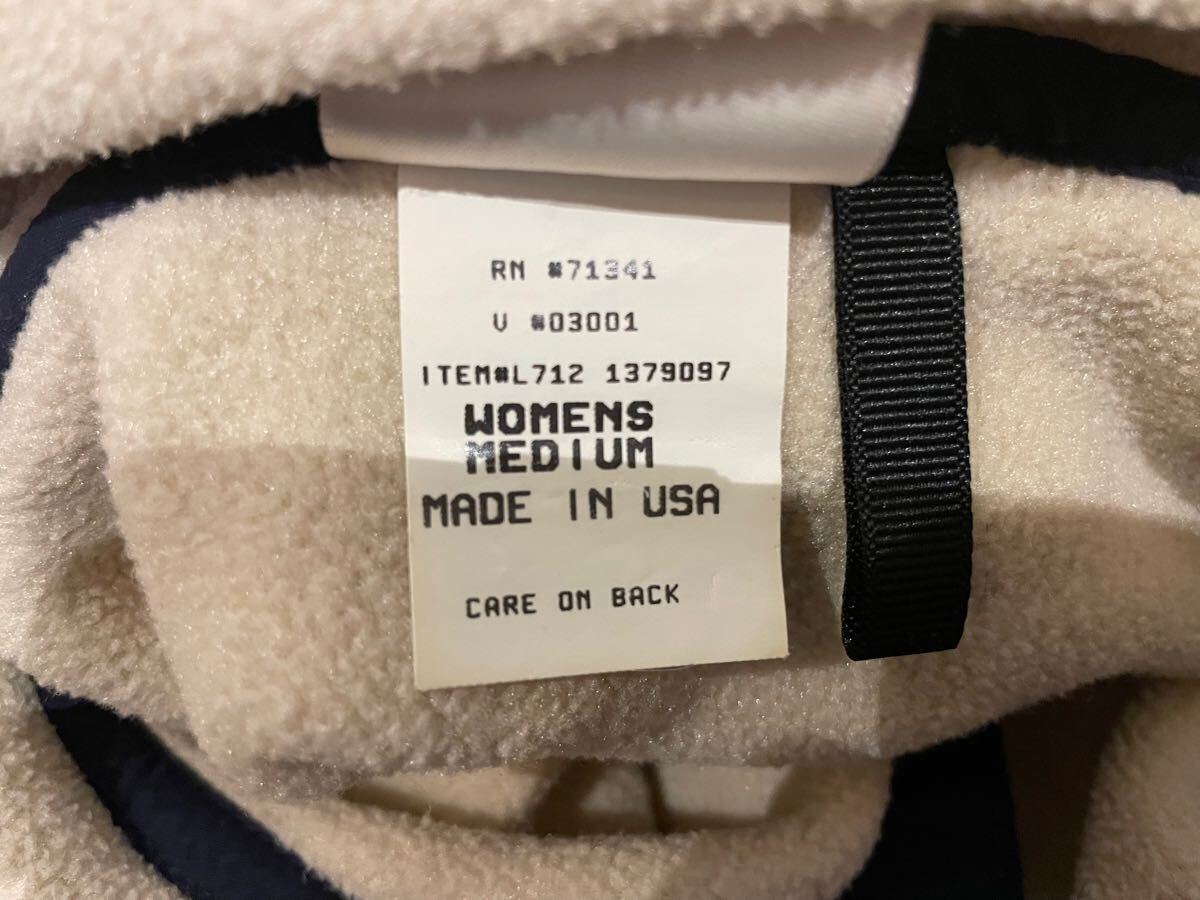 RN #71341
V #03001
ITEM#L712 1379097
WOMENS
MEDIUM
MADE IN USA
CARE ON BACK